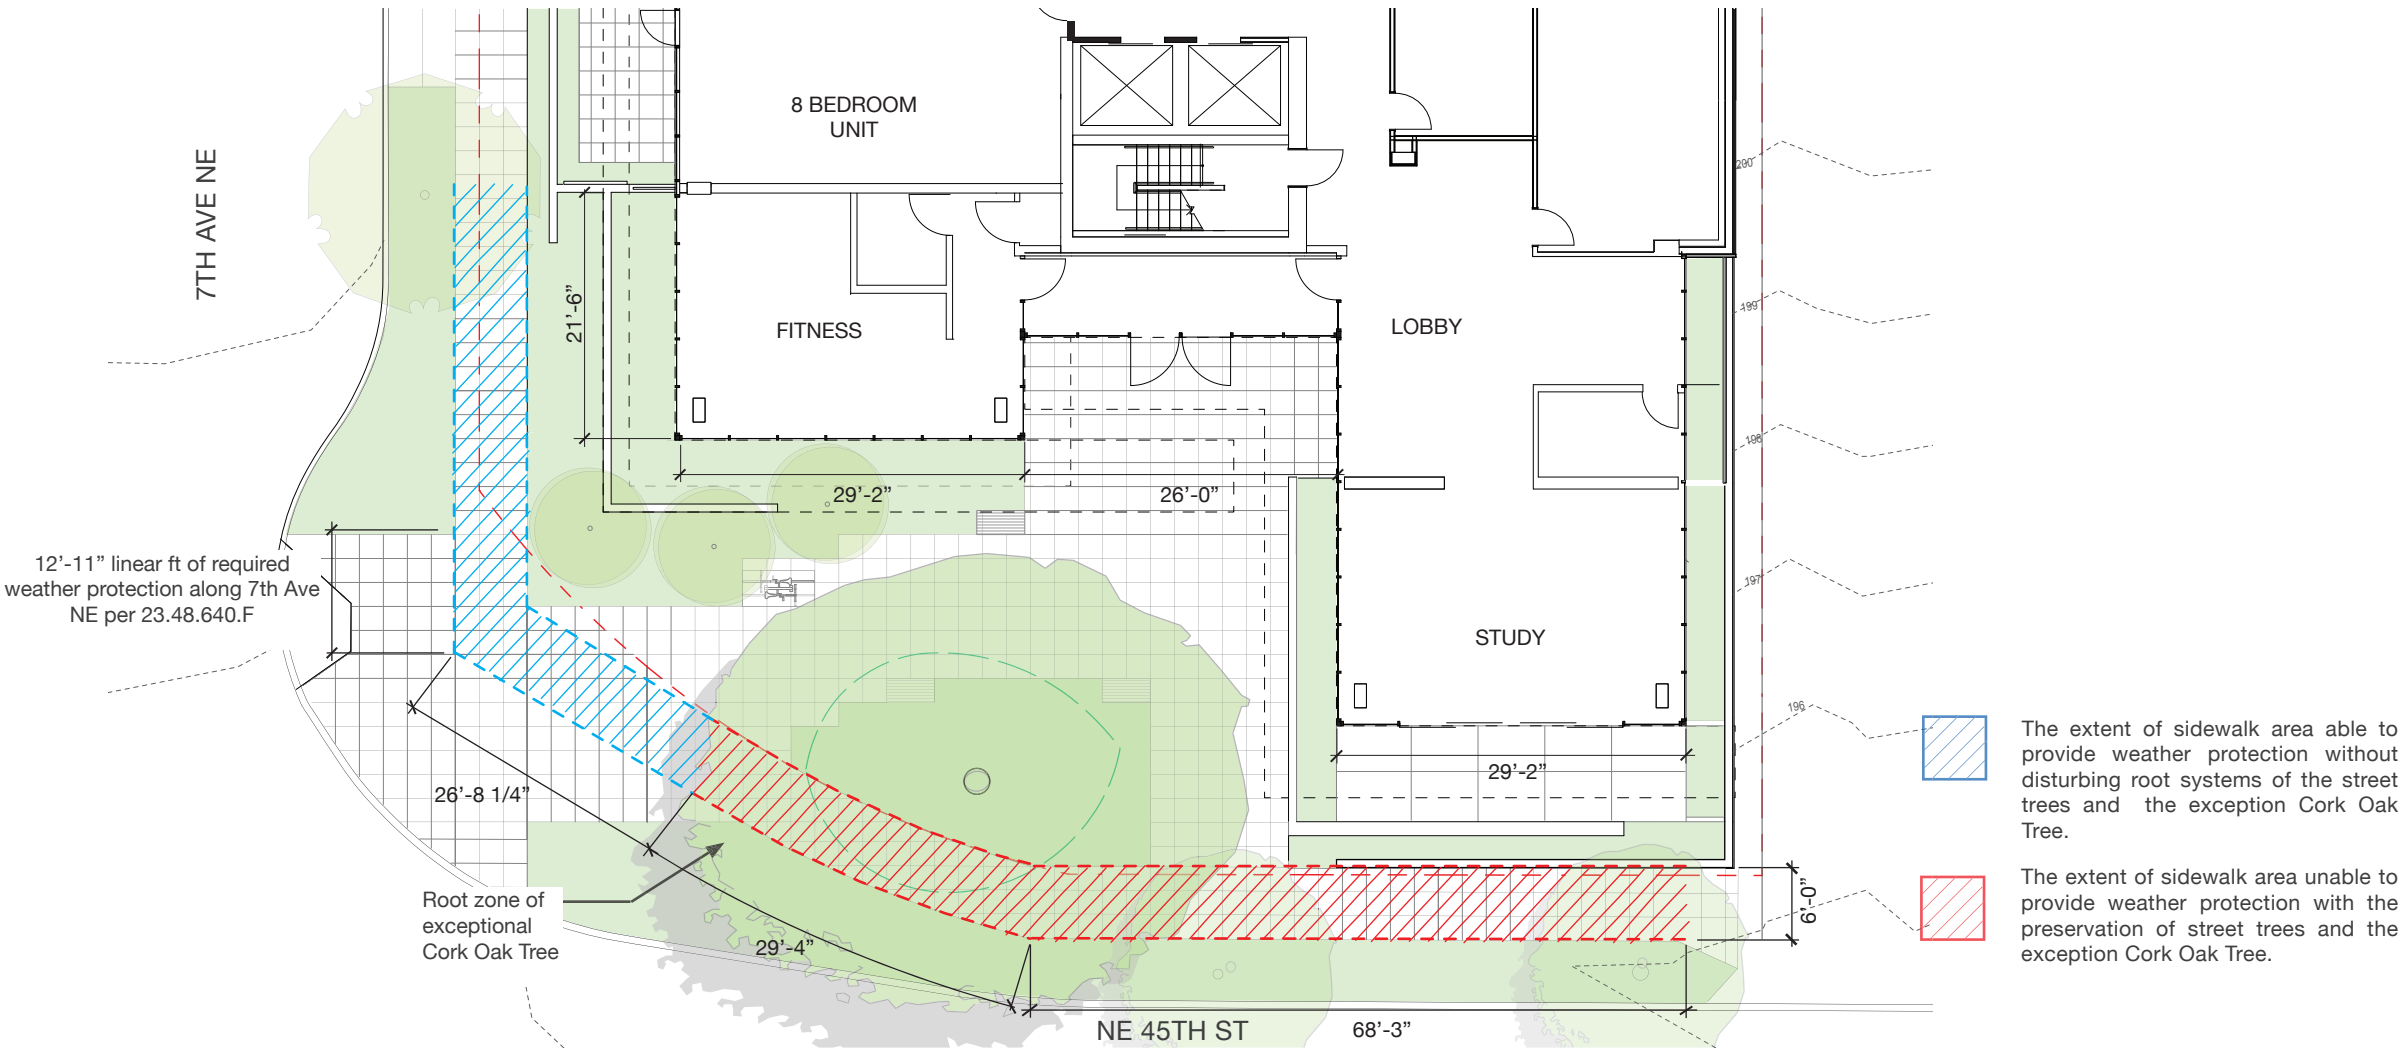 8 BEDROOM
UNIT
7TH AVE NE
200
199
21’-6”
FITNESS
LOBBY
198
29’-2”
26’-0”
12’-11” linear ft of required
weather protection along 7th Ave
NE per 23.48.640.F
197
STUDY
196
The extent of sidewalk area able to
provide weather protection without
disturbing root systems of the street
trees and the exception Cork Oak
Tree.
29’-2”
26’-8 1/4”
The extent of sidewalk area unable to
provide weather protection with the
preservation of street trees and the
exception Cork Oak Tree.
6’-0”
Root zone of
exceptional
Cork Oak Tree
29’-4”
NE 45TH ST
68’-3”